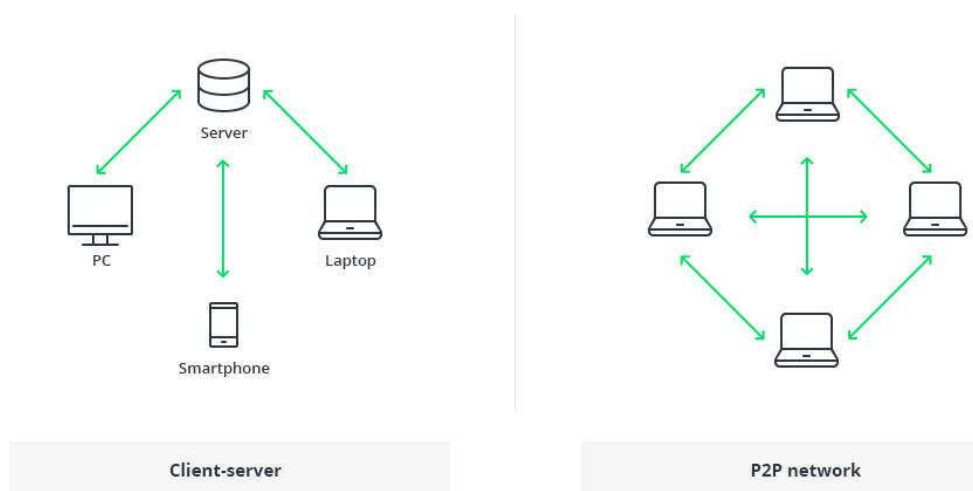 Server
PC
Laptop
Smartphone
Client-server
P2P network